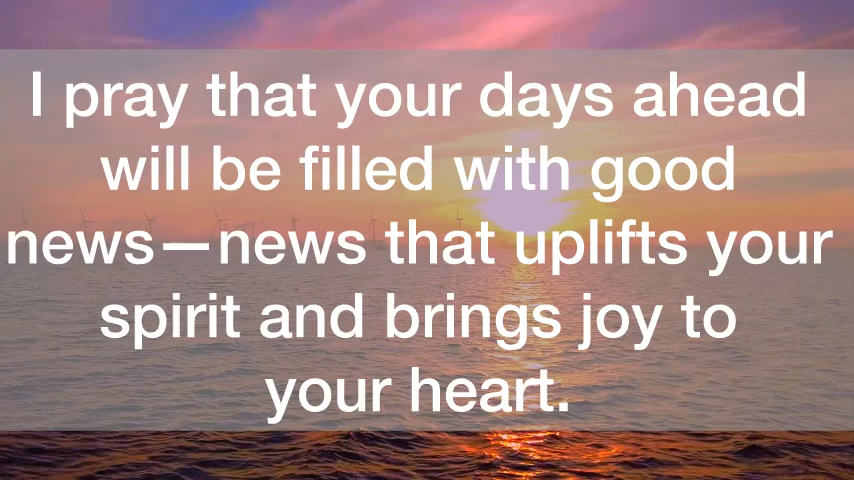 I pray that your days ahead
will be filled with good
news—news that uplifts your
spirit and brings joy to
your heart.